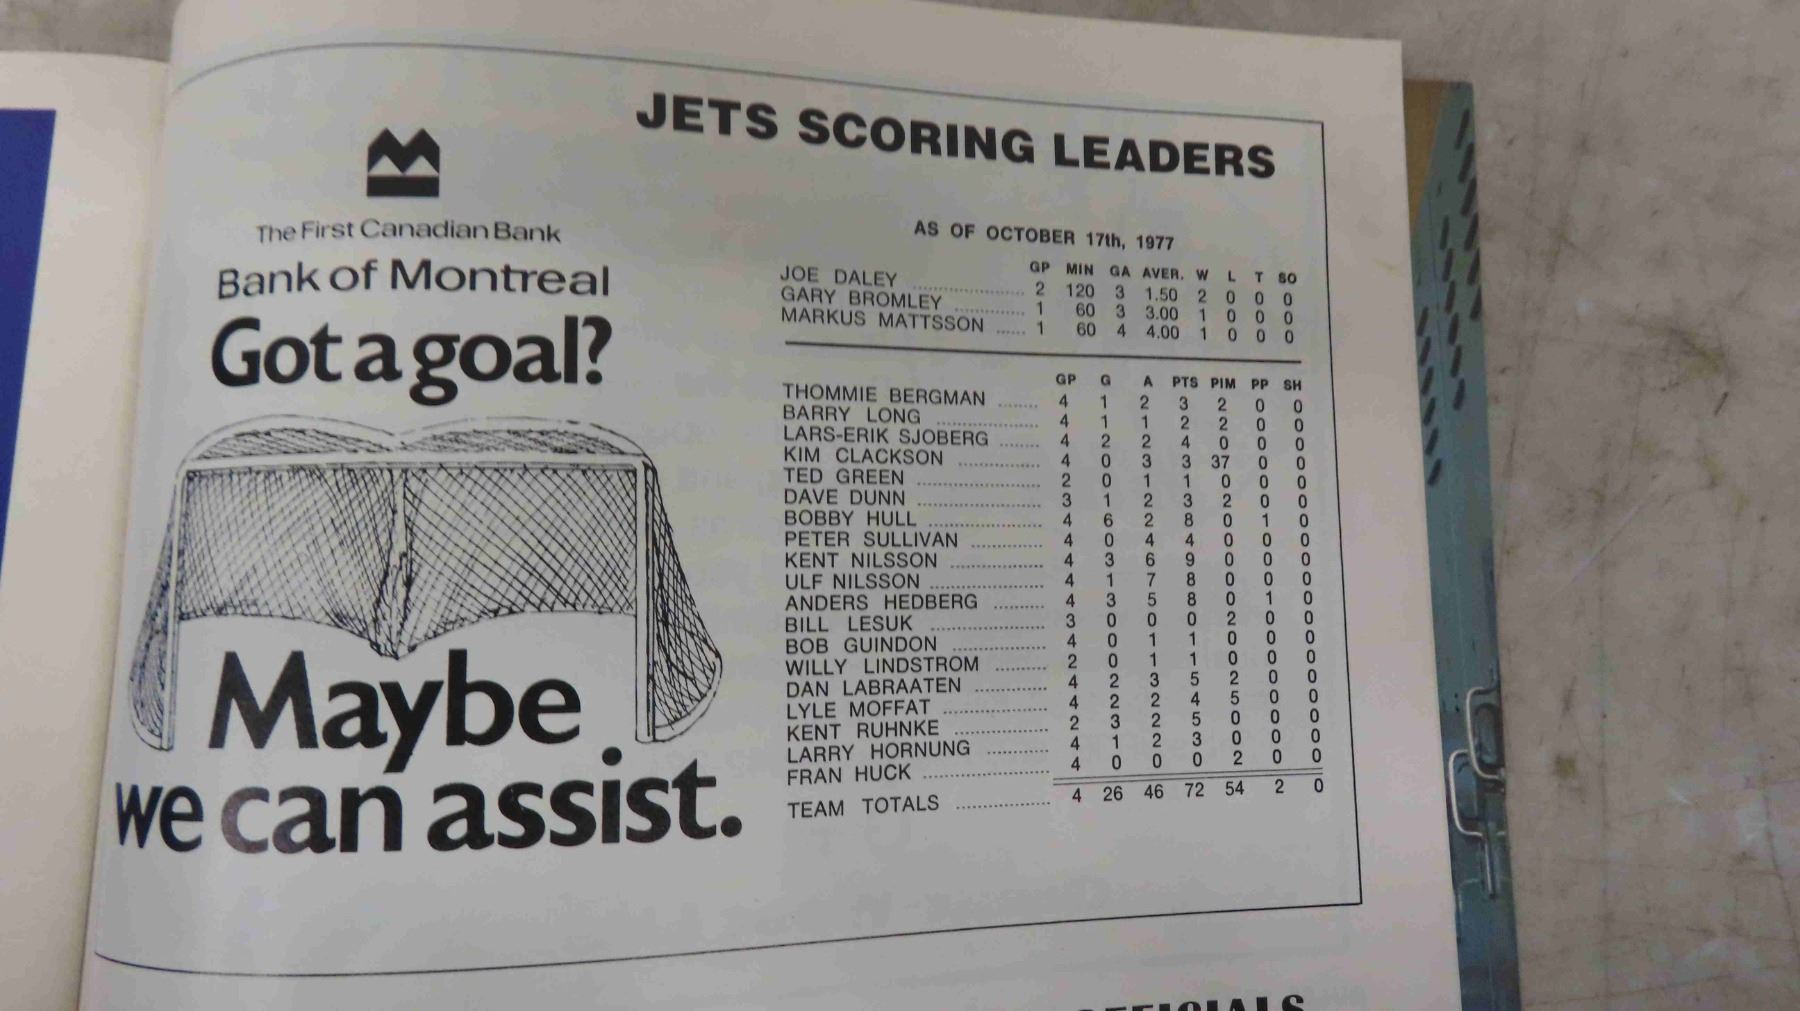 The First Canadian Bank
Bank of Montreal
Got a goal?
Maybe
we can assist.
JETS SCORING LEADERS
AS OF OCTOBER 17th, 1977
GP MIN GA AVER. W L T SO
JOE DALEY 2 120 3 1.50 2 0 0 0
GARY BROMLEY 1 60 3 3.00 1 0 0 0
MARKUS MATTSSON 1 60 4 4.00 1 0 0 0
GP G A PTS PIM PP SH
THOMMIE BERGMAN 4 1 2 3 2 0 0
BARRY LONG 4 1 1 2 2 0 0
LARS-ERIK SJOBERG 4 2 2 4 0 0 0
KIM CLACKSON 4 0 3 3 37 0 0
TED GREEN 2 0 1 1 0 0 0
DAVE DUNN 3 1 2 3 2 0 0
BOBBY HULL 4 6 2 8 0 1 0
PETER SULLIVAN 4 0 4 4 0 0 0
KENT NILSSON 4 3 6 9 0 0 0
ULF NILSSON 4 1 7 8 0 0 0
ANDERS HEDBERG 4 3 5 8 0 1 0
BILL LESUK 3 0 0 0 2 0 0
BOB GUINDON 4 0 1 1 0 0 0
WILLY LINDSTROM 2 0 1 1 0 0 0
DAN LABRAATEN 4 2 3 5 2 0 0
LYLE MOFFAT 4 2 2 4 5 0 0
KENT RUHNKE 2 3 2 5 0 0 0
LARRY HORNUNG 4 1 2 3 0 0 0
FRAN HUCK 4 0 0 0 2 0 0
TEAM TOTALS 4 26 46 72 54 2 0
OFFICIALS